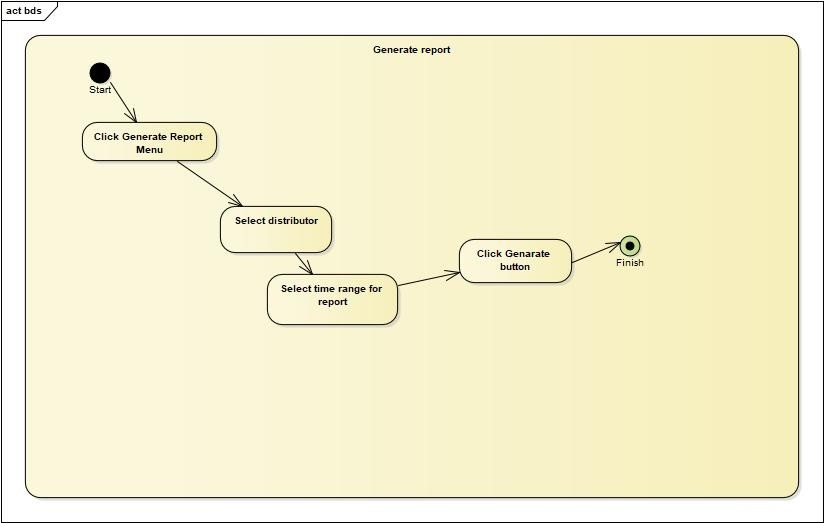 act bds
Generate report
Start
Click Generate Report
Menu
Select distributor
Select time range for
report
Click Genarate
button
Finish